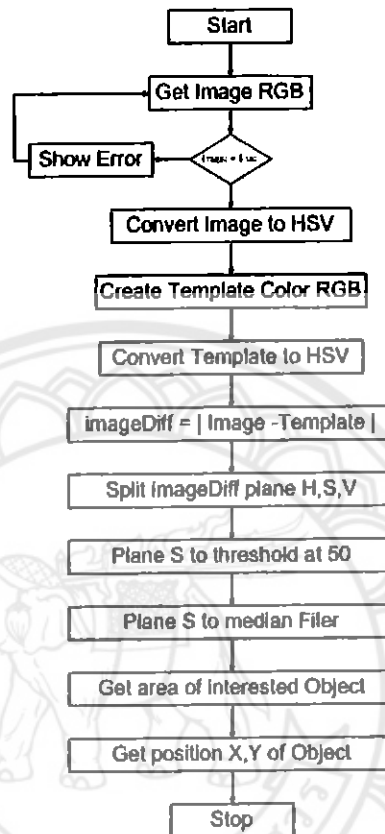 Start
Get Image RGB
Show Error
Convert Image to HSV
Create Template Color RGB
Convert Template to HSV
imageDiff = | Image -Template |
Split imageDiff plane H,S,V
Plane S to threshold at 50
Plane S to median Filer
Get area of interested Object
Get position X,Y of Object
Stop